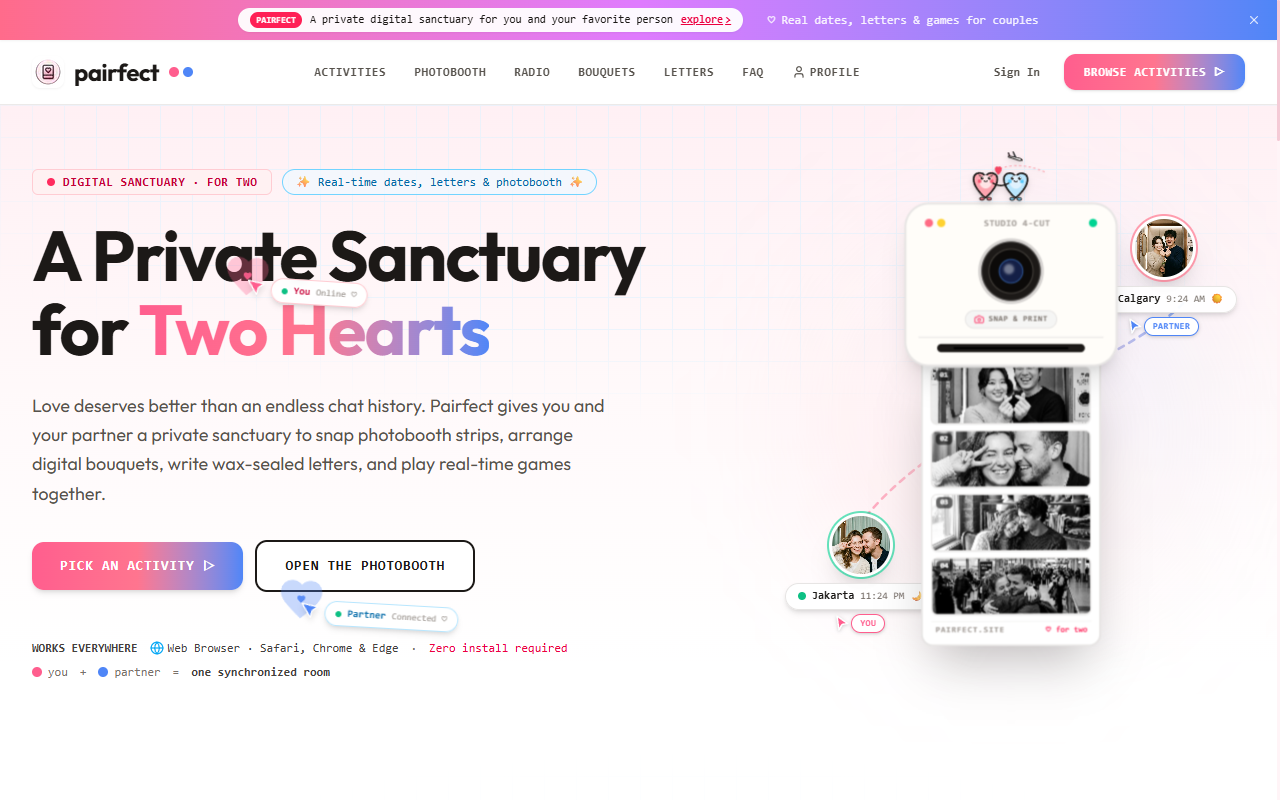 PAIRFECT A private digital sanctuary for you and your favorite person explore> ♡ Real dates, letters & games for couples ×
pairfect ACTIVITIES PHOTOBOOTH RADIO BOUQUETS LETTERS FAQ PROFILE Sign In BROWSE ACTIVITIES ▷
DIGITAL SANCTUARY · FOR TWO
✨ Real-time dates, letters & photobooth ✨
A Private Sanctuary
You Online ♡
for Two Hearts
Love deserves better than an endless chat history. Pairfect gives you and
your partner a private sanctuary to snap photobooth strips, arrange
digital bouquets, write wax-sealed letters, and play real-time games
together.
PICK AN ACTIVITY ▷
OPEN THE PHOTOBOOTH
Partner Connected ♡
WORKS EVERYWHERE Web Browser · Safari, Chrome & Edge · Zero install required
you + partner = one synchronized room
STUDIO 4-CUT
SNAP & PRINT
Calgary 9:24 AM
PARTNER
Jakarta 11:24 PM 🌙
YOU
PAIRFECT.SITE ♡ for two